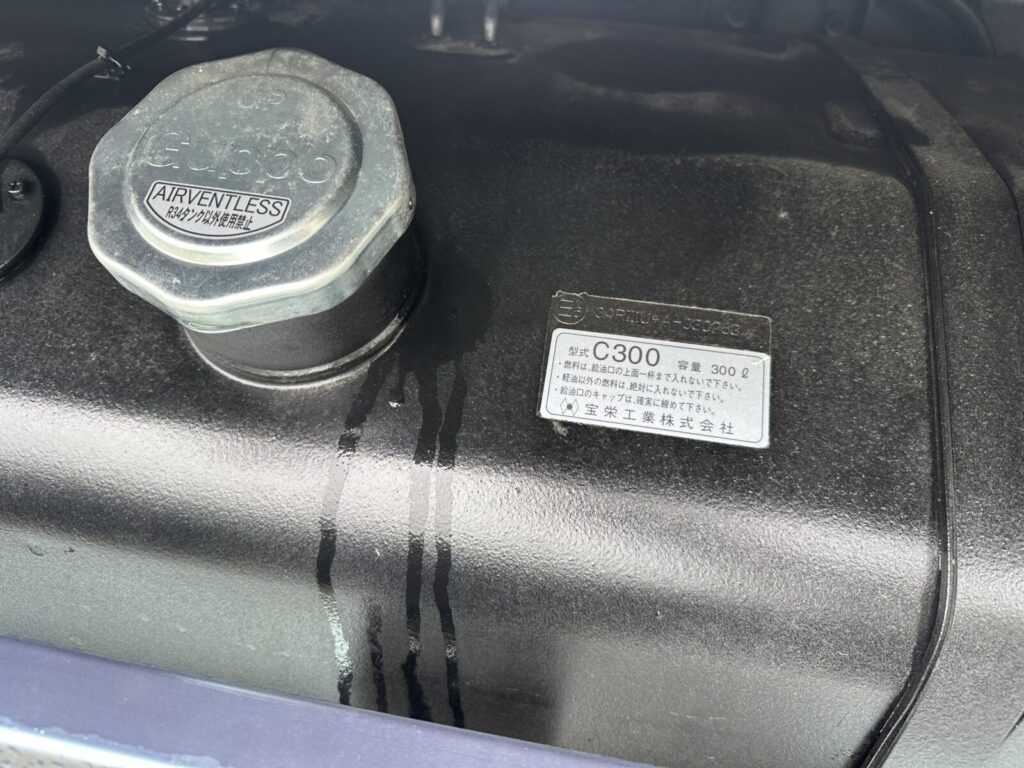 AIRVENTLESS
R34タンク以外使用禁止
型式 C300 容量 300ℓ
・燃料は、給油口の上面一杯まで入れないで下さい。
・軽油以外の燃料は、絶対に入れないで下さい。
・給油口のキャップは、確実に締めて下さい。
宝栄工業株式会社